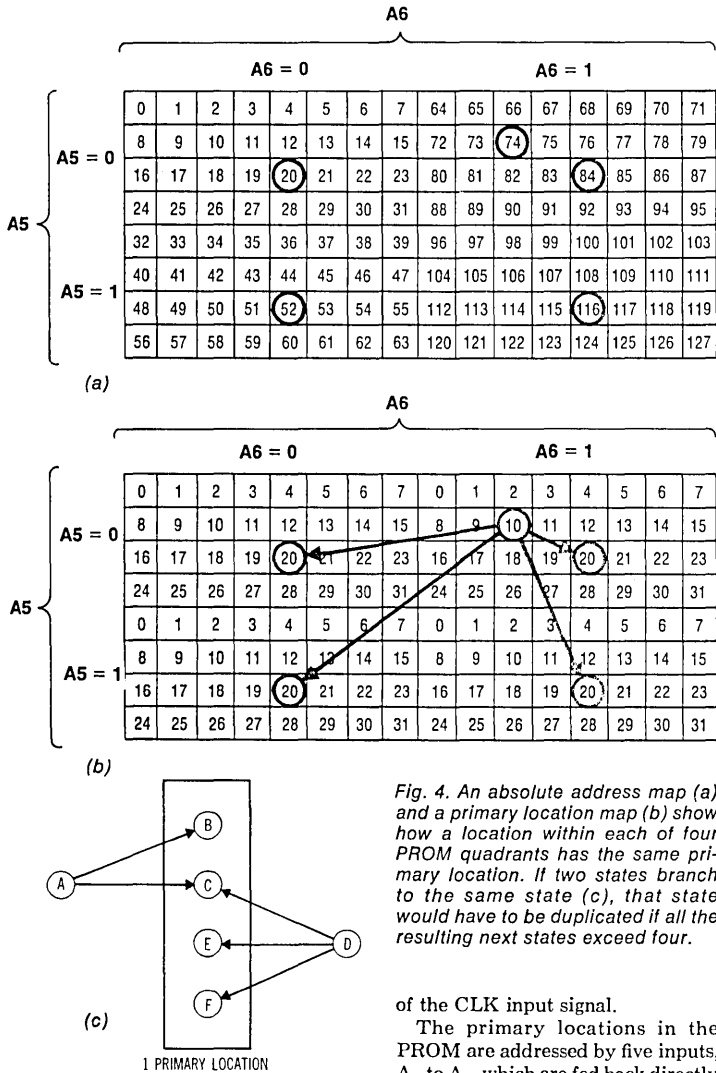 A6
A6 = 0 A6 = 1
0 1 2 3 4 5 6 7 64 65 66 67 68 69 70 71
8 9 10 11 12 13 14 15 72 73 74 75 76 77 78 79
A5 = 0
16 17 18 19 20 21 22 23 80 81 82 83 84 85 86 87
24 25 26 27 28 29 30 31 88 89 90 91 92 93 94 95
A5
32 33 34 35 36 37 38 39 96 97 98 99 100 101 102 103
40 41 42 43 44 45 46 47 104 105 106 107 108 109 110 111
A5 = 1
48 49 50 51 52 53 54 55 112 113 114 115 116 117 118 119
56 57 58 59 60 61 62 63 120 121 122 123 124 125 126 127
(a)
A6
A6 = 0 A6 = 1
0 1 2 3 4 5 6 7 0 1 2 3 4 5 6 7
A5 = 0
8 9 10 11 12 13 14 15 8 9 10 11 12 13 14 15
16 17 18 19 20 21 22 23 16 17 18 19 20 21 22 23
24 25 26 27 28 29 30 31 24 25 26 27 28 29 30 31
A5
0 1 2 3 4 5 6 7 0 1 2 3 4 5 6 7
8 9 10 11 12 13 14 15 8 9 10 11 12 13 14 15
A5 = 1
16 17 18 19 20 21 22 23 16 17 18 19 20 21 22 23
24 25 26 27 28 29 30 31 24 25 26 27 28 29 30 31
(b)
A
B
C
E
D
F
(c)
1 PRIMARY LOCATION
Fig. 4. An absolute address map (a)
and a primary location map (b) show
how a location within each of four
PROM quadrants has the same pri-
mary location. If two states branch
to the same state (c), that state
would have to be duplicated if all the
resulting next states exceed four.
of the CLK input signal.
The primary locations in the
PROM are addressed by five inputs,
which are fed back directly